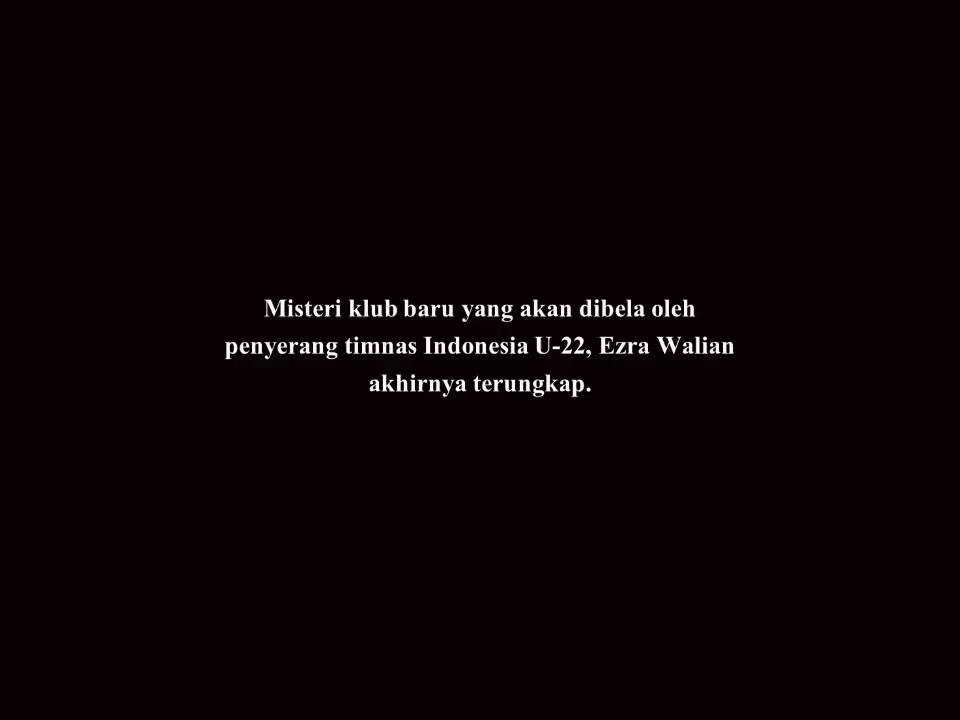 Misteri klub baru yang akan dibela oleh
penyerang timnas Indonesia U-22, Ezra Walian
akhirnya terungkap.